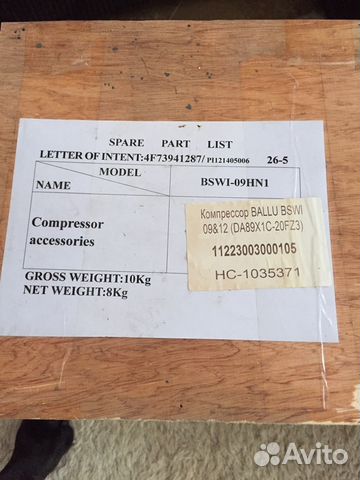 SPARE PART LIST
LETTER OF INTENT:4F73941287/ PI121405006 26-5
MODEL
NAME
BSWI-09HN1
Compressor
accessories
Компрессор BALLU BSWI
09&12 (DA89X1C-20FZ3)
11223003000105
HC-1035371
GROSS WEIGHT:10Kg
NET WEIGHT:8Kg
Avito